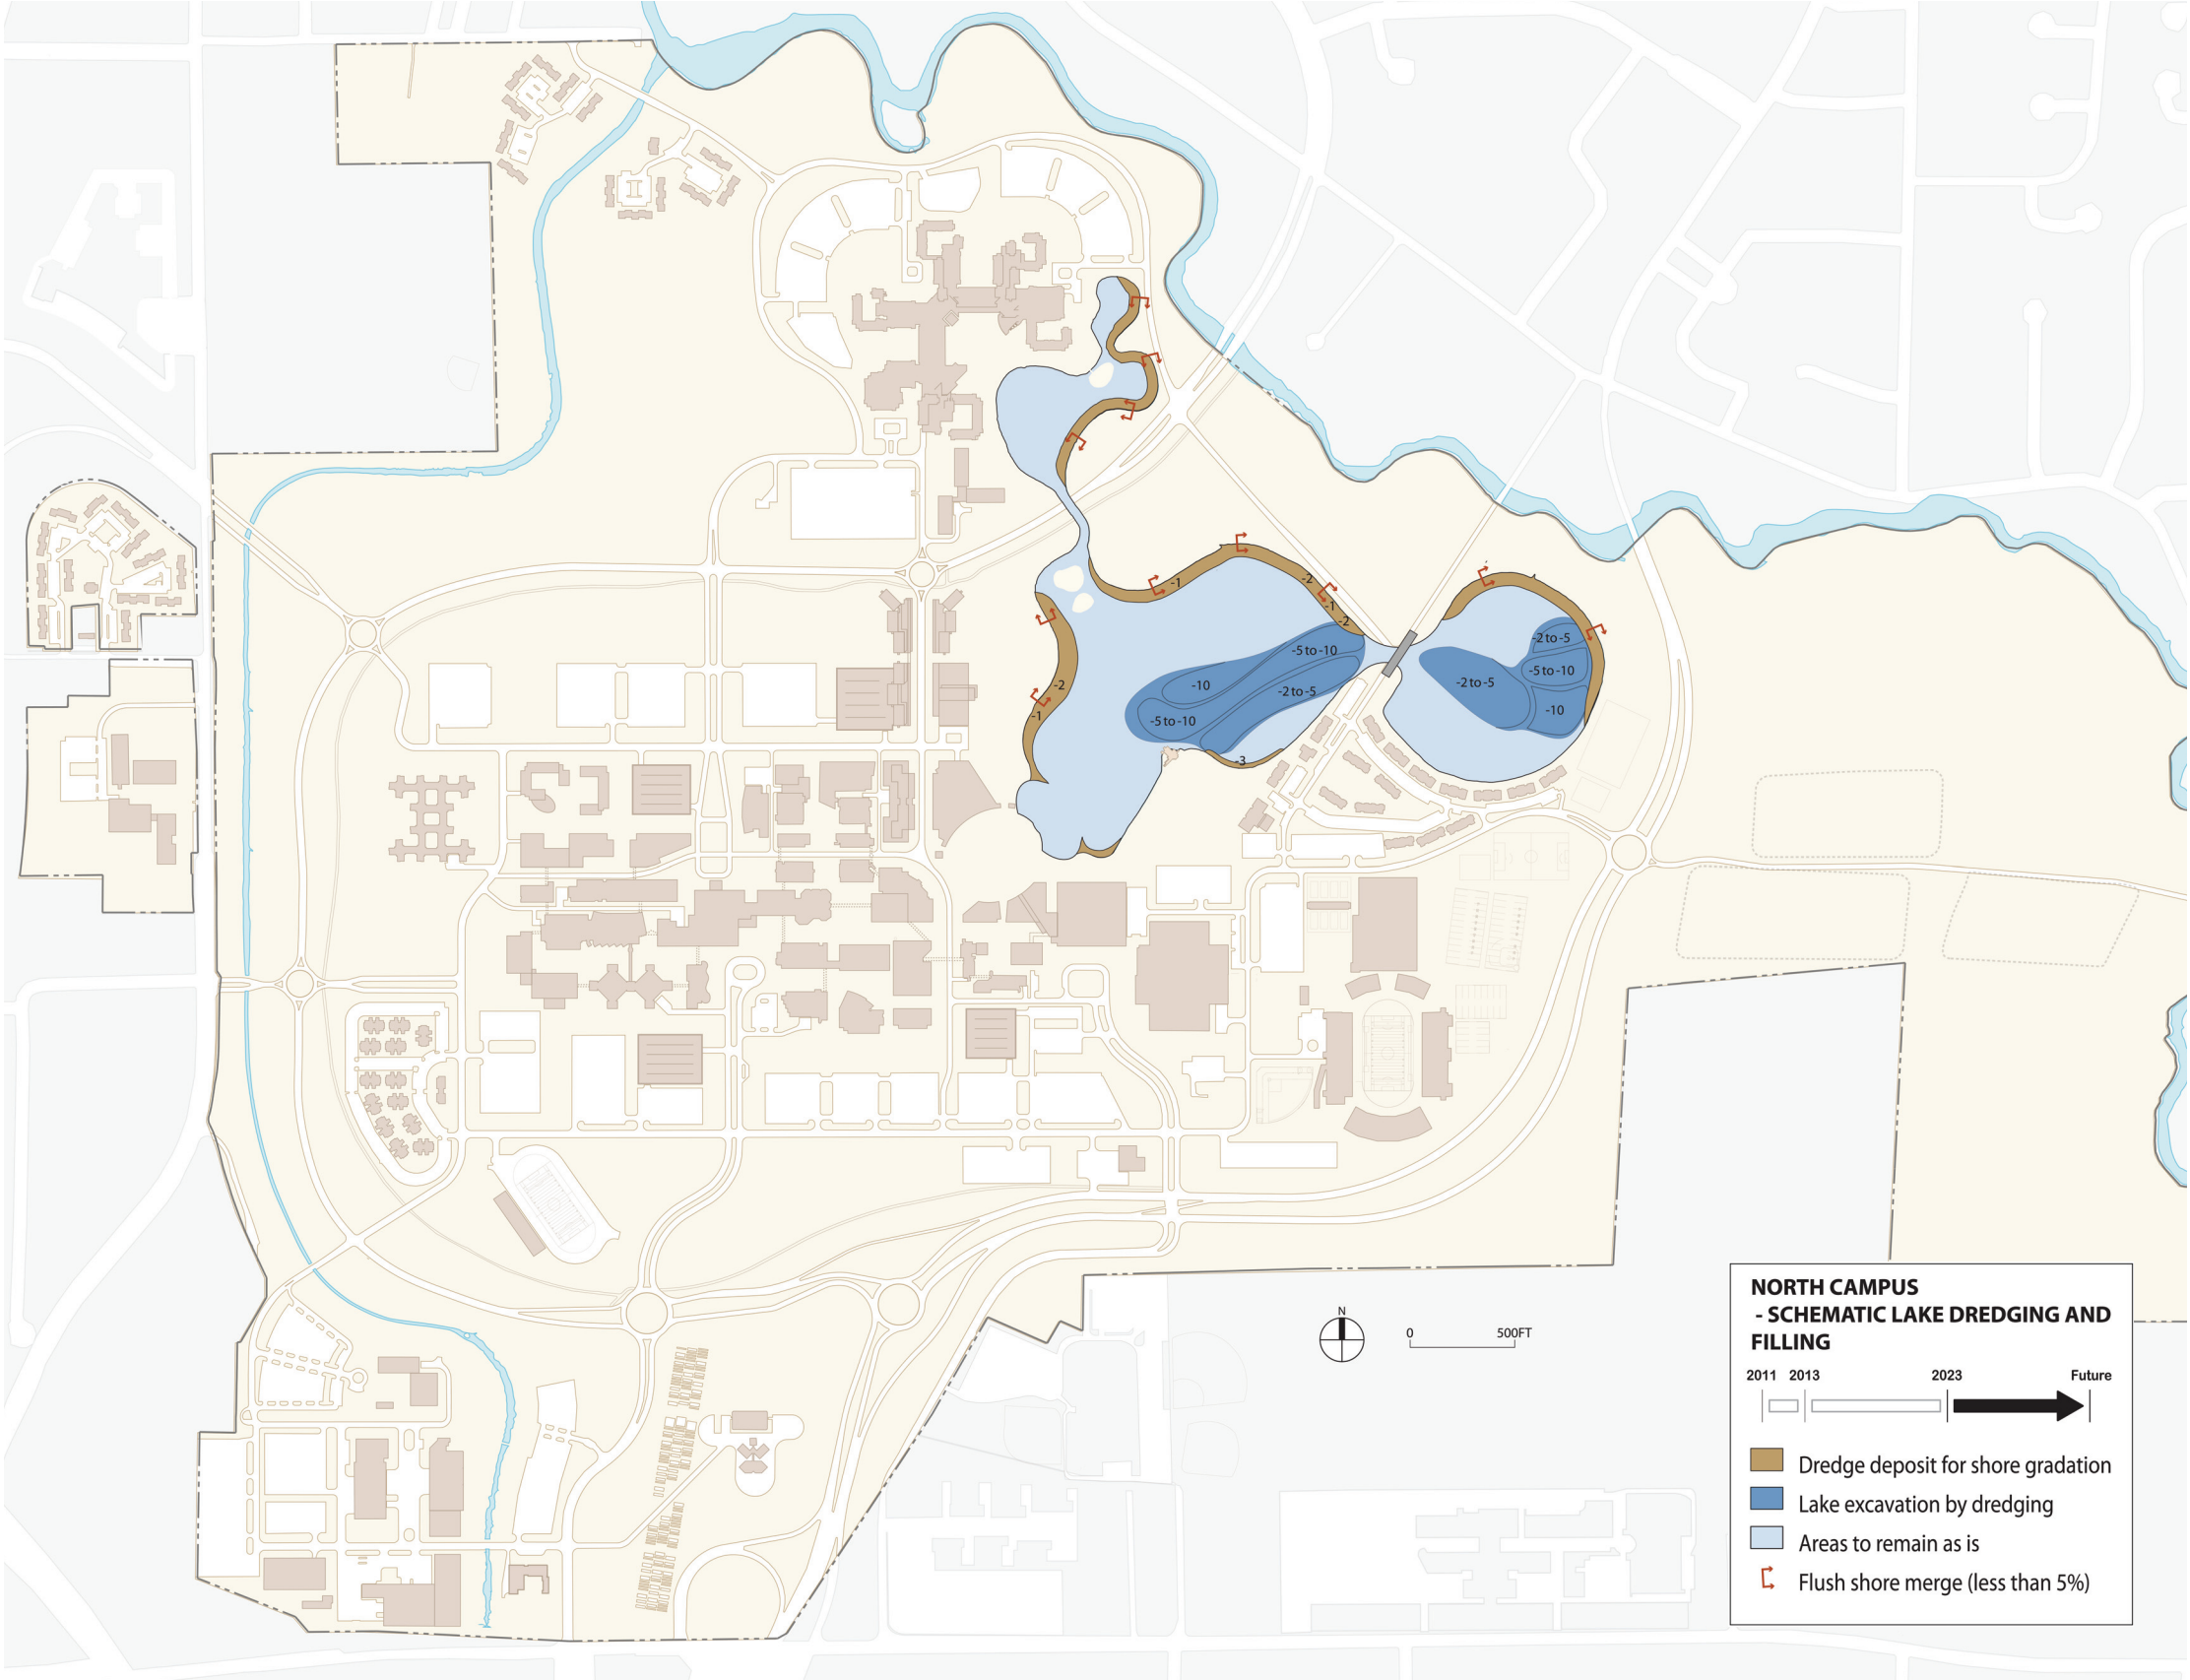 -1
-2
-1
-2
-2 to -5
-5 to -10
-5 to -10
-2 to -5
-2
-10
-2 to -5
-10
-1
-5 to -10
-3
NORTH CAMPUS
- SCHEMATIC LAKE DREDGING AND
FILLING
N
0 500FT
2011 2013 2023 Future
Dredge deposit for shore gradation
Lake excavation by dredging
Areas to remain as is
Flush shore merge (less than 5%)